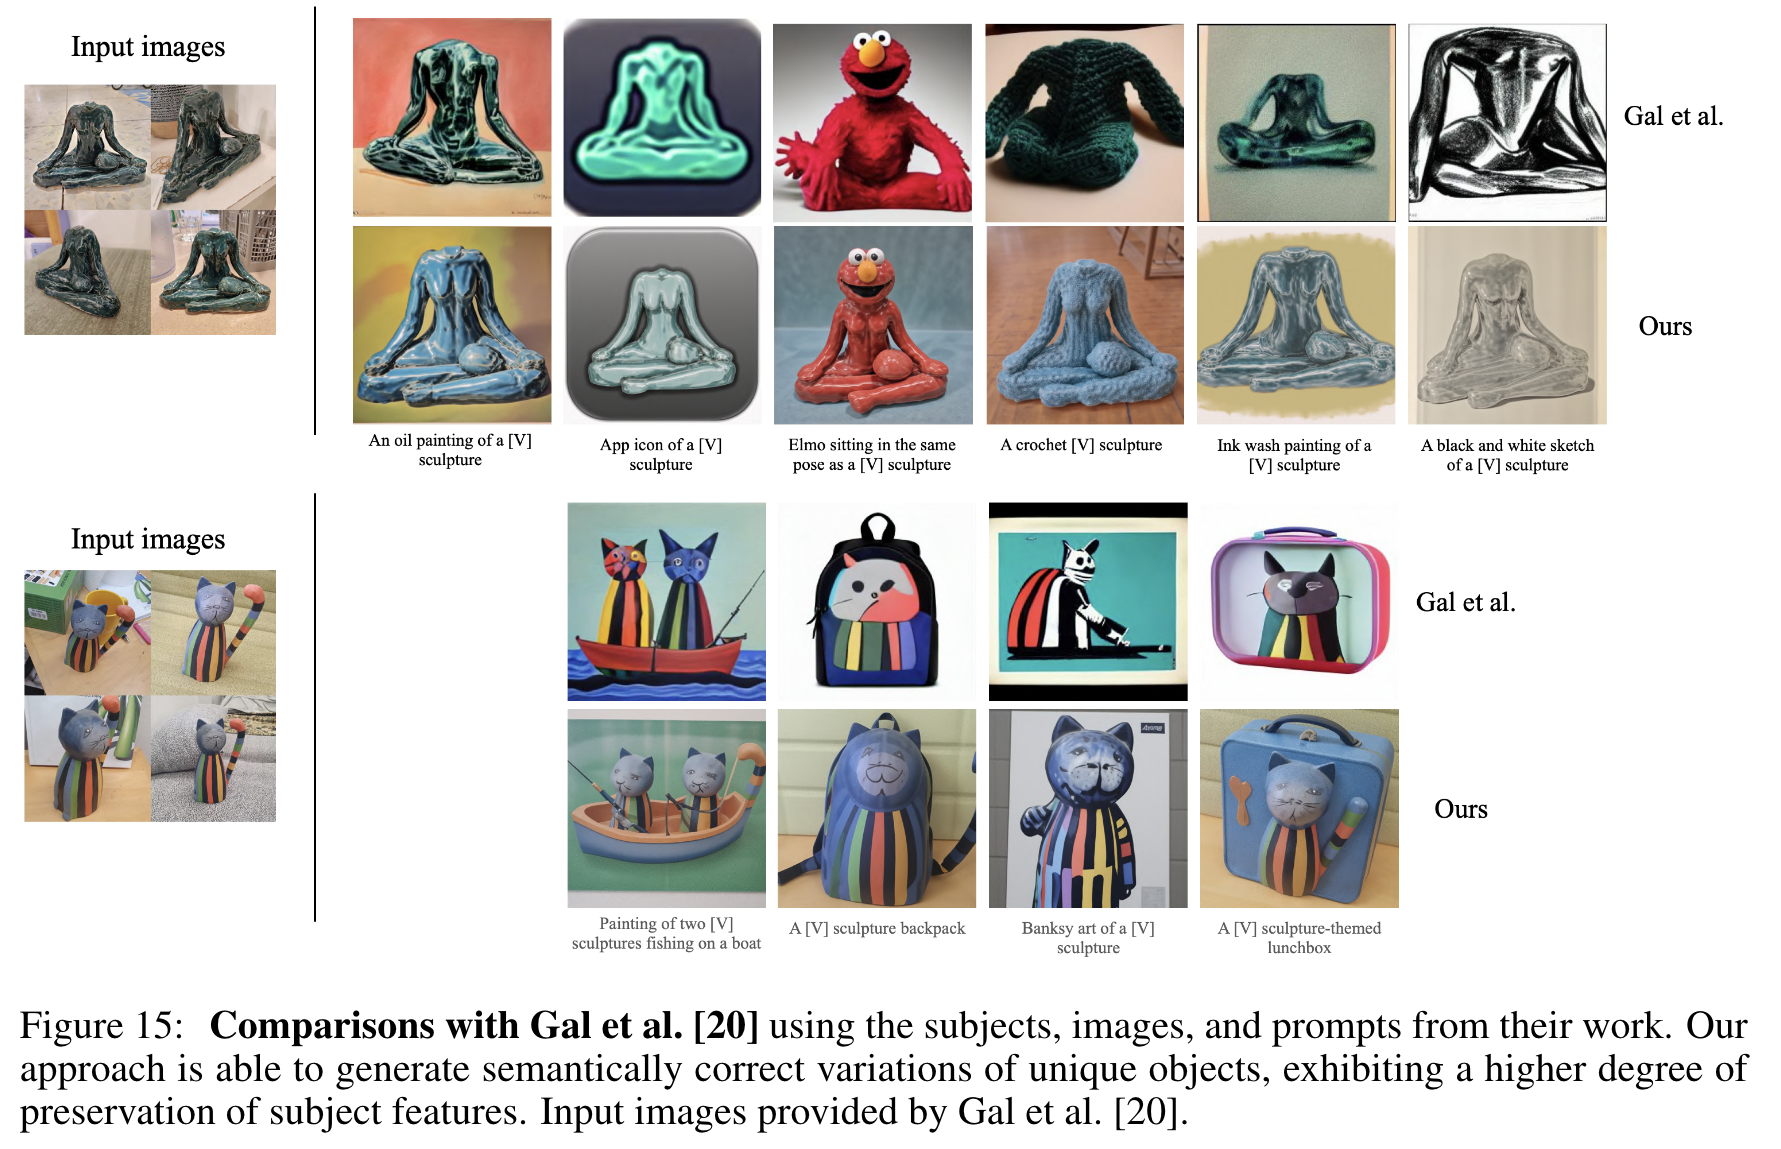 Input images
Gal et al.
Ours
An oil painting of a [V]
sculpture
App icon of a [V]
sculpture
Elmo sitting in the same
pose as a [V] sculpture
A crochet [V] sculpture
Ink wash painting of a
[V] sculpture
A black and white sketch
of a [V] sculpture
Input images
Gal et al.
Ours
Painting of two [V]
sculptures fishing on a boat
A [V] sculpture backpack
Banksy art of a [V]
sculpture
A [V] sculpture-themed
lunchbox
Figure 15: Comparisons with Gal et al. [20] using the subjects, images, and prompts from their work. Our
approach is able to generate semantically correct variations of unique objects, exhibiting a higher degree of
preservation of subject features. Input images provided by Gal et al. [20].